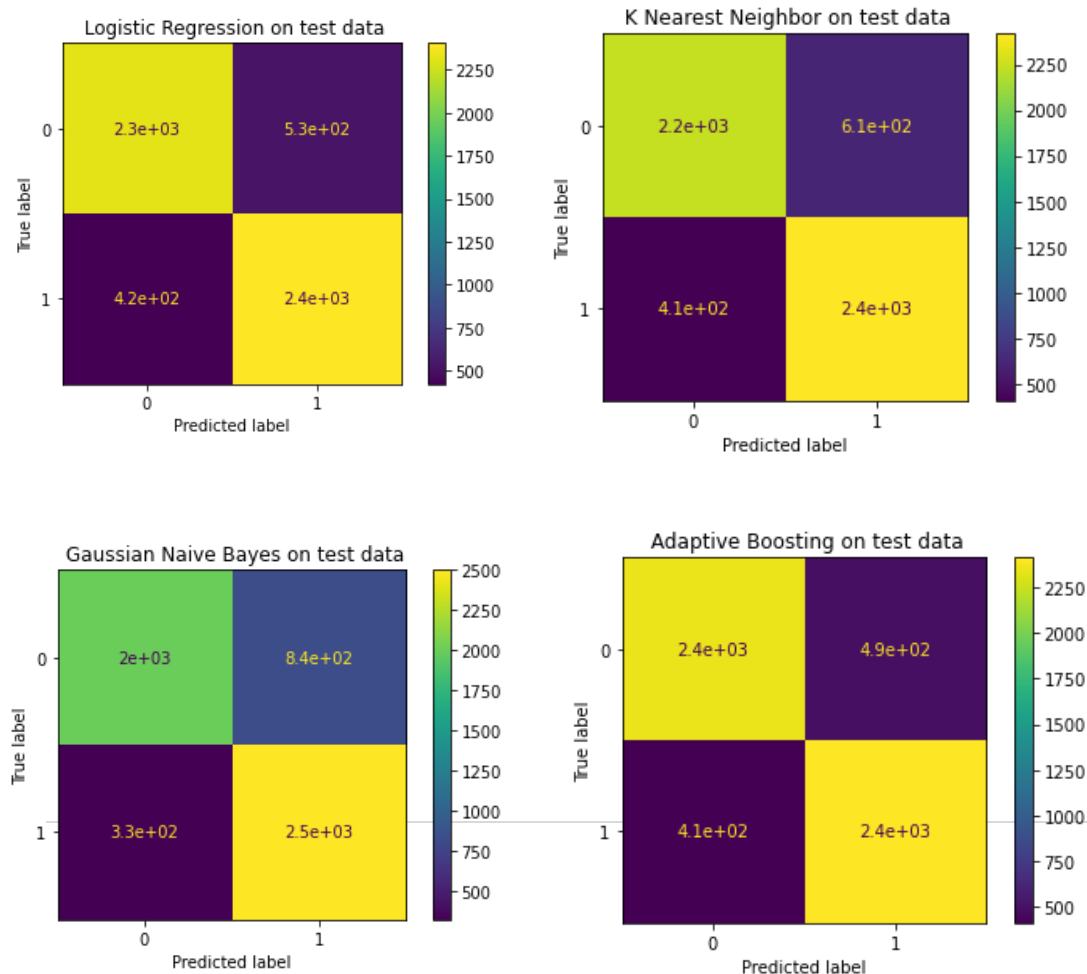 Logistic Regression on test data
0
2.3e+03 5.3e+02
1
4.2e+02 2.4e+03
True label
0 1
Predicted label
2250
2000
1750
1500
1250
1000
750
500
K Nearest Neighbor on test data
0
2.2e+03 6.1e+02
1
4.1e+02 2.4e+03
True label
0 1
Predicted label
2250
2000
1750
1500
1250
1000
750
500
Gaussian Naive Bayes on test data
0
2e+03 8.4e+02
1
3.3e+02 2.5e+03
True label
0 1
Predicted label
2500
2250
2000
1750
1500
1250
1000
750
500
Adaptive Boosting on test data
0
2.4e+03 4.9e+02
1
4.1e+02 2.4e+03
True label
0 1
Predicted label
2250
2000
1750
1500
1250
1000
750
500